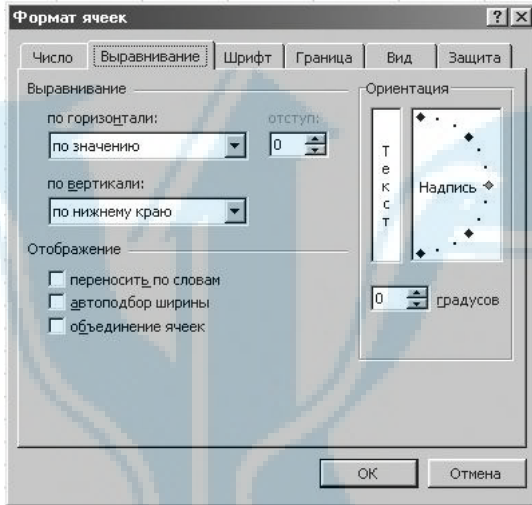 Формат ячеек
Число Выравнивание Шрифт Граница Вид Защита
Выравнивание
по горизонтали: отступ:
по значению 0
по вертикали:
по нижнему краю
Отображение
переносить по словам
автоподбор ширины
объединение ячеек
Ориентация
Текст
Надпись
0 градусов
ОК Отмена